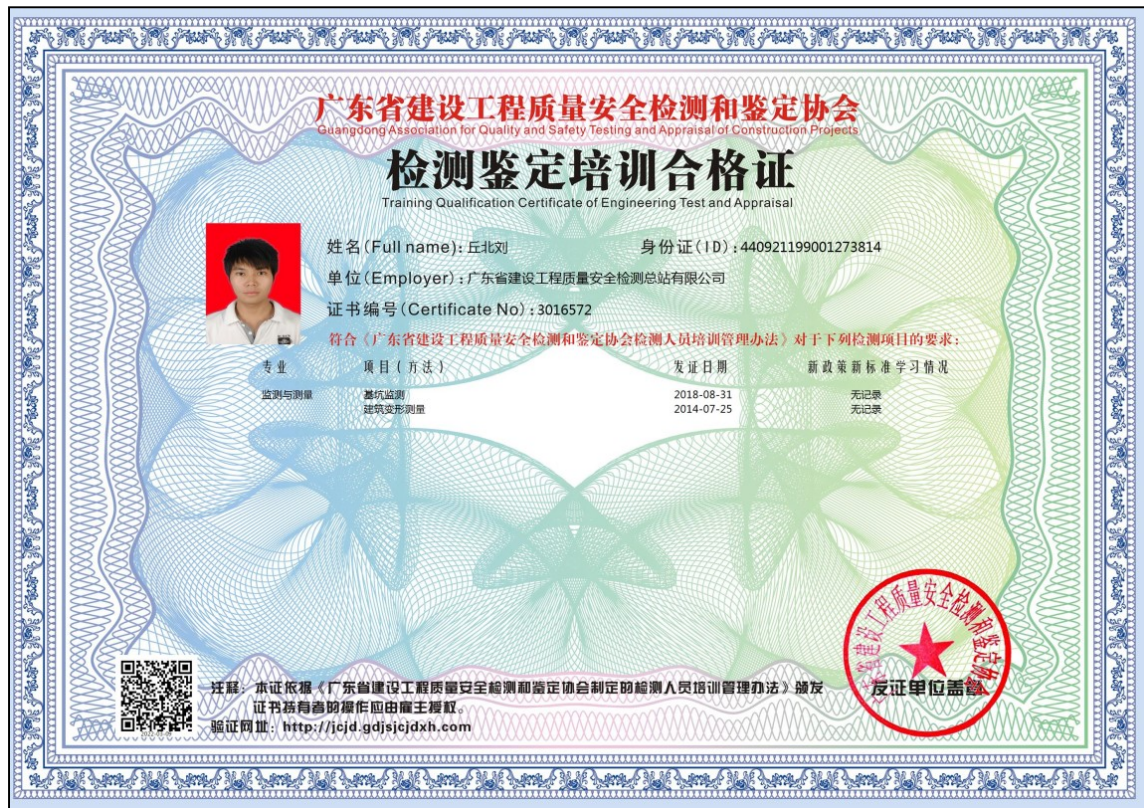 广东省建设工程质量安全检测和鉴定协会
Guangdong Association for Quality and Safety Testing and Appraisal of Construction Projects
检测鉴定培训合格证
Training Qualification Certificate of Engineering Test and Appraisal
姓名(Full name): 丘北刘 身份证(ID): 440921199001273814
单位(Employer): 广东省建设工程质量安全检测总站有限公司
证书编号(Certificate No): 3016572
符合《广东省建设工程质量安全检测和鉴定协会检测人员培训管理办法》对于下列检测项目的要求:
专业 项目(方法) 发证日期 新政策新标准学习情况
监测与测量 基坑监测 2018-08-31 无记录
建筑变形测量 2014-07-25 无记录
注释: 本证依据《广东省建设工程质量安全检测和鉴定协会制定的检测人员培训管理办法》颁发
证书持有者的操作应由雇主授权。
验证网址: http://jcjd.gdjsjcjdxh.com
广东省建设工程质量安全检测和鉴定协会
发证单位盖章